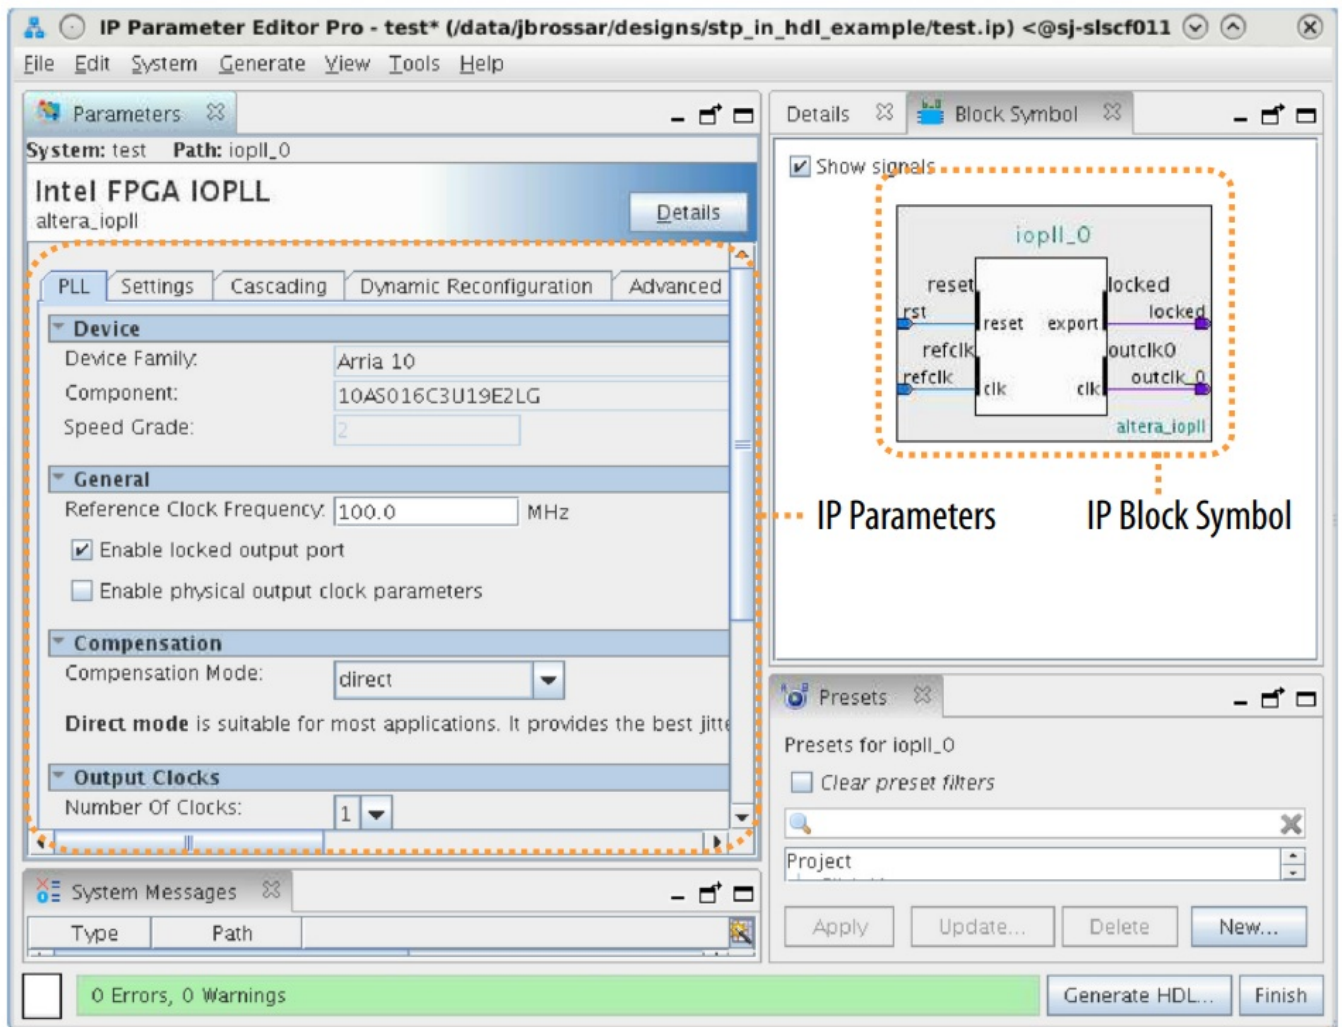 IP Parameter Editor Pro - test* (/data/jbrossar/designs/stp_in_hdl_example/test.ip) <@sj-slscf011
File Edit System Generate View Tools Help
Parameters
System: test Path: iopll_0
Intel FPGA IOPLL
altera_iopll
Details
PLL Settings Cascading Dynamic Reconfiguration Advanced
Device
Device Family: Arria 10
Component: 10AS016C3U19E2LG
Speed Grade: 2
General
Reference Clock Frequency: 100.0 MHz
Enable locked output port
Enable physical output clock parameters
Compensation
Compensation Mode: direct
Direct mode is suitable for most applications. It provides the best jitte
Output Clocks
Number Of Clocks: 1
System Messages
Type Path
0 Errors, 0 Warnings
Details Block Symbol
Show signals
iopll_0
reset locked
rst locked
reset export
refclk outclk0
refclk outclk_0
clk clk
altera_iopll
IP Parameters IP Block Symbol
Presets
Presets for iopll_0
Clear preset filters
Project
Apply Update... Delete New...
Generate HDL... Finish